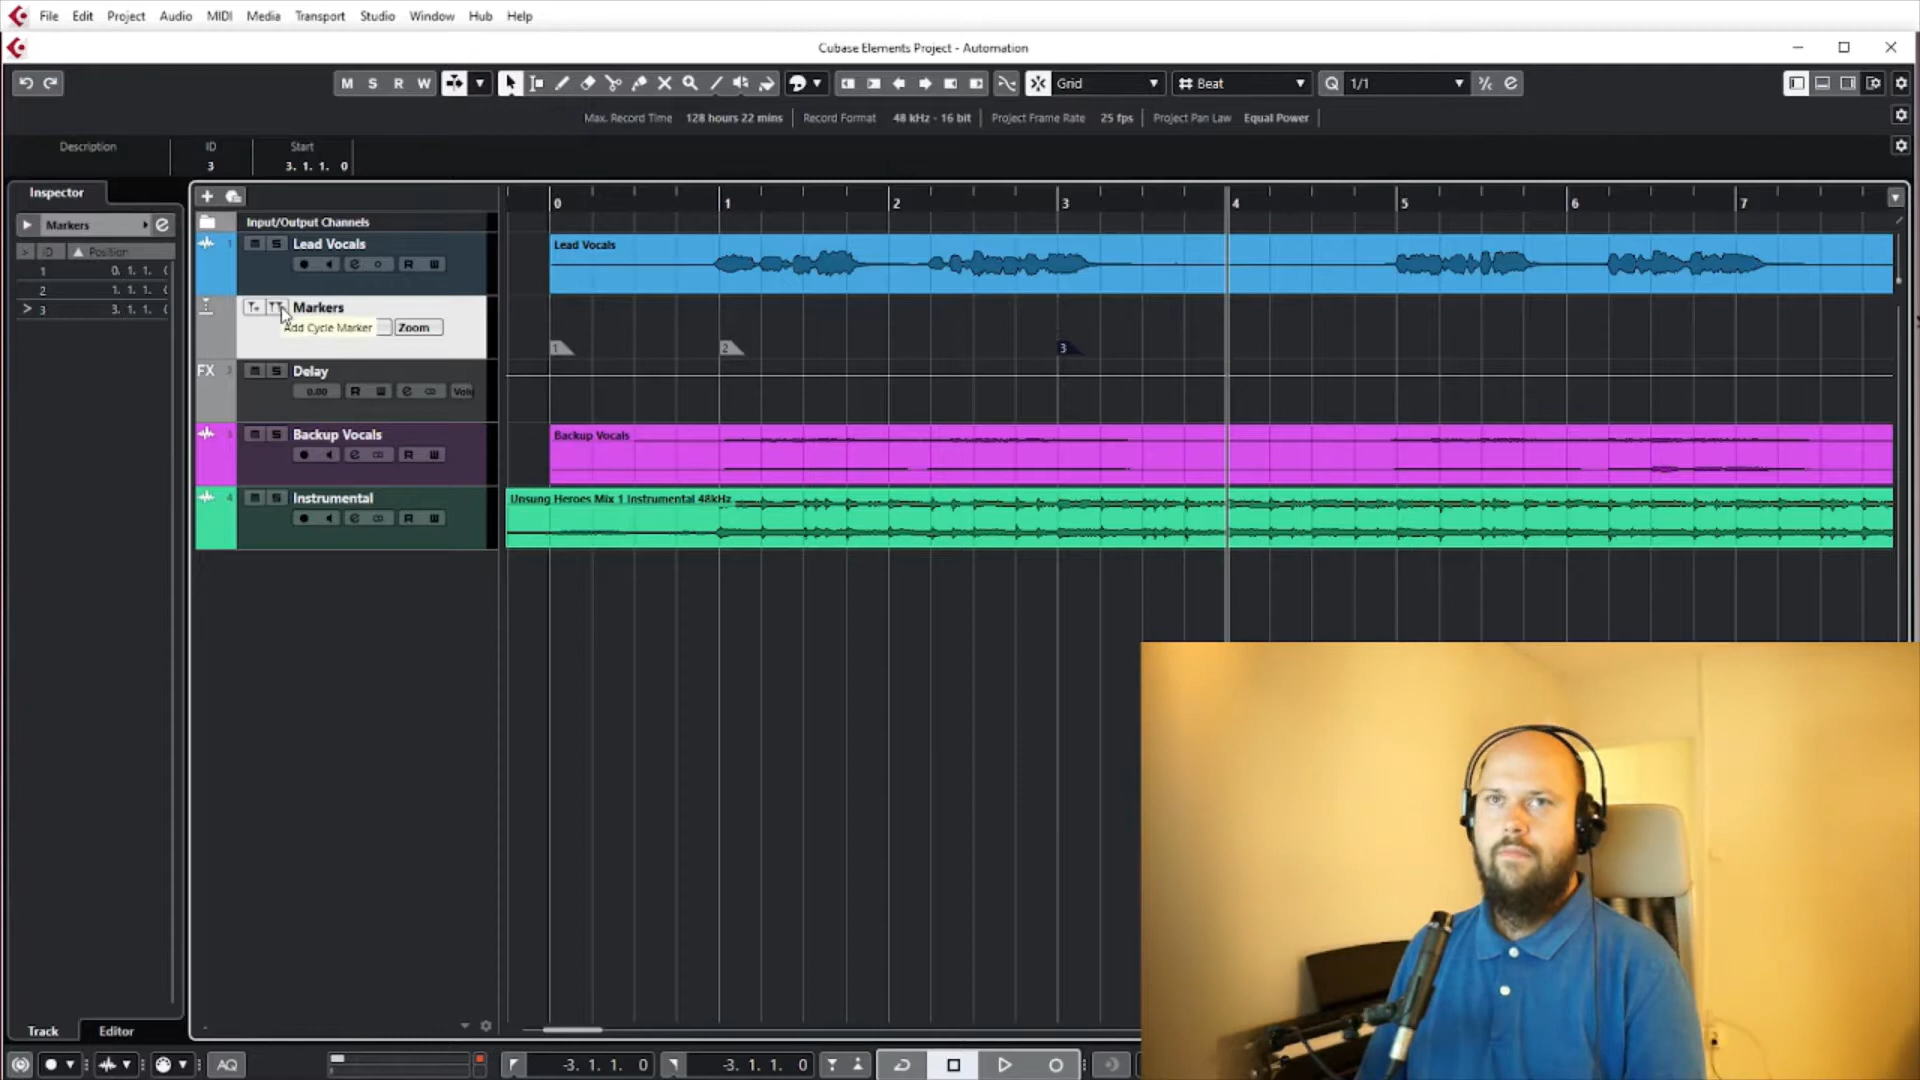 File Edit Project Audio MIDI Media Transport Studio Window Hub Help
Cubase Elements Project - Automation
M S R W Grid # Beat Q 1/1
Max. Record Time 128 hours 22 mins Record Format 48 kHz - 16 bit Project Frame Rate 25 fps Project Pan Law Equal Power
Description ID Start
3 3. 1. 1. 0
Inspector
Markers
ID Position
1 0. 1. 1.
2 1. 1. 1.
> 3 3. 1. 1.
Input/Output Channels
0 1 2 3 4 5 6 7
1 Lead Vocals
R
Lead Vocals
Markers
Add Cycle Marker Zoom
1 2 3
FX Delay
0.00 R
Backup Vocals
R
Backup Vocals
4 Instrumental
R
Unsung Heroes Mix 1 Instrumental 48kHz
Track Editor
AQ -3. 1. 1. 0 -3. 1. 1. 0